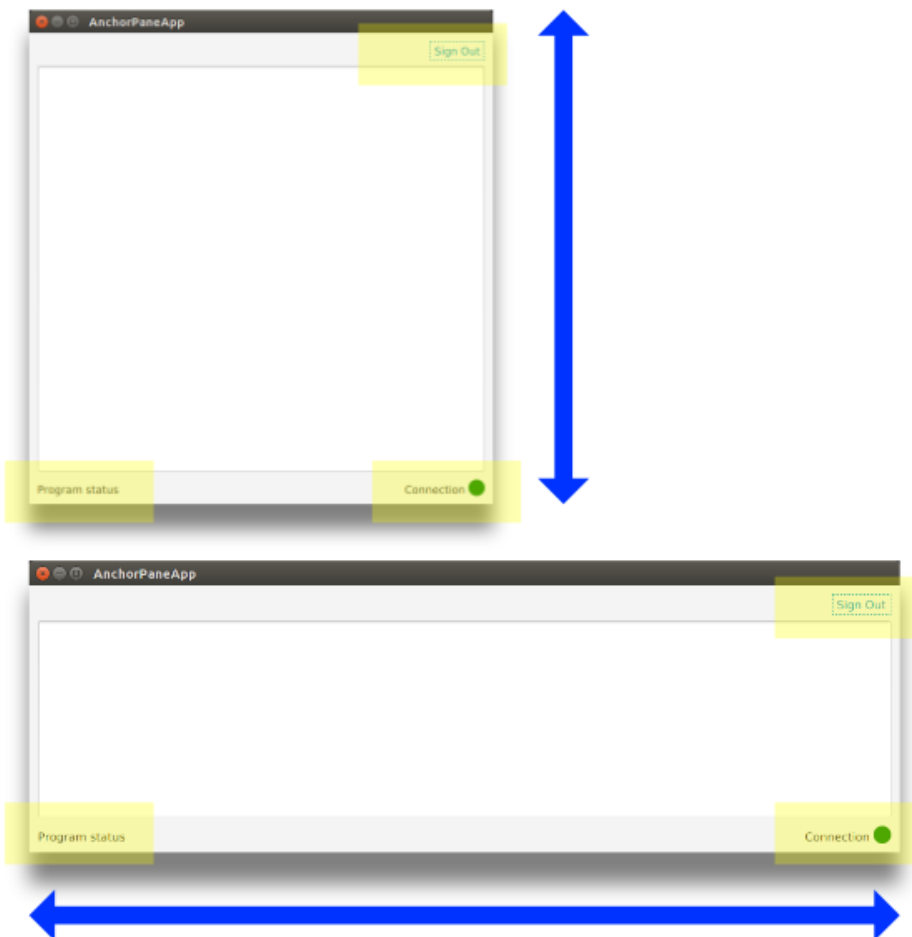 AnchorPaneApp
Sign Out
Program status
Connection
AnchorPaneApp
Sign Out
Program status
Connection